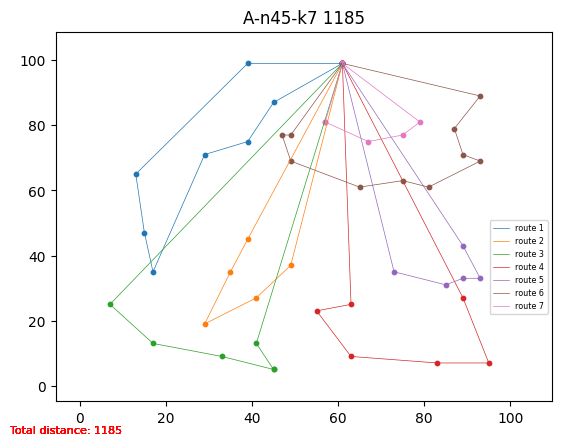 A-n45-k7 1185
100
80
60
40
20
0
route 1
route 2
route 3
route 4
route 5
route 6
route 7
0 20 40 60 80 100
Total distance: 1185